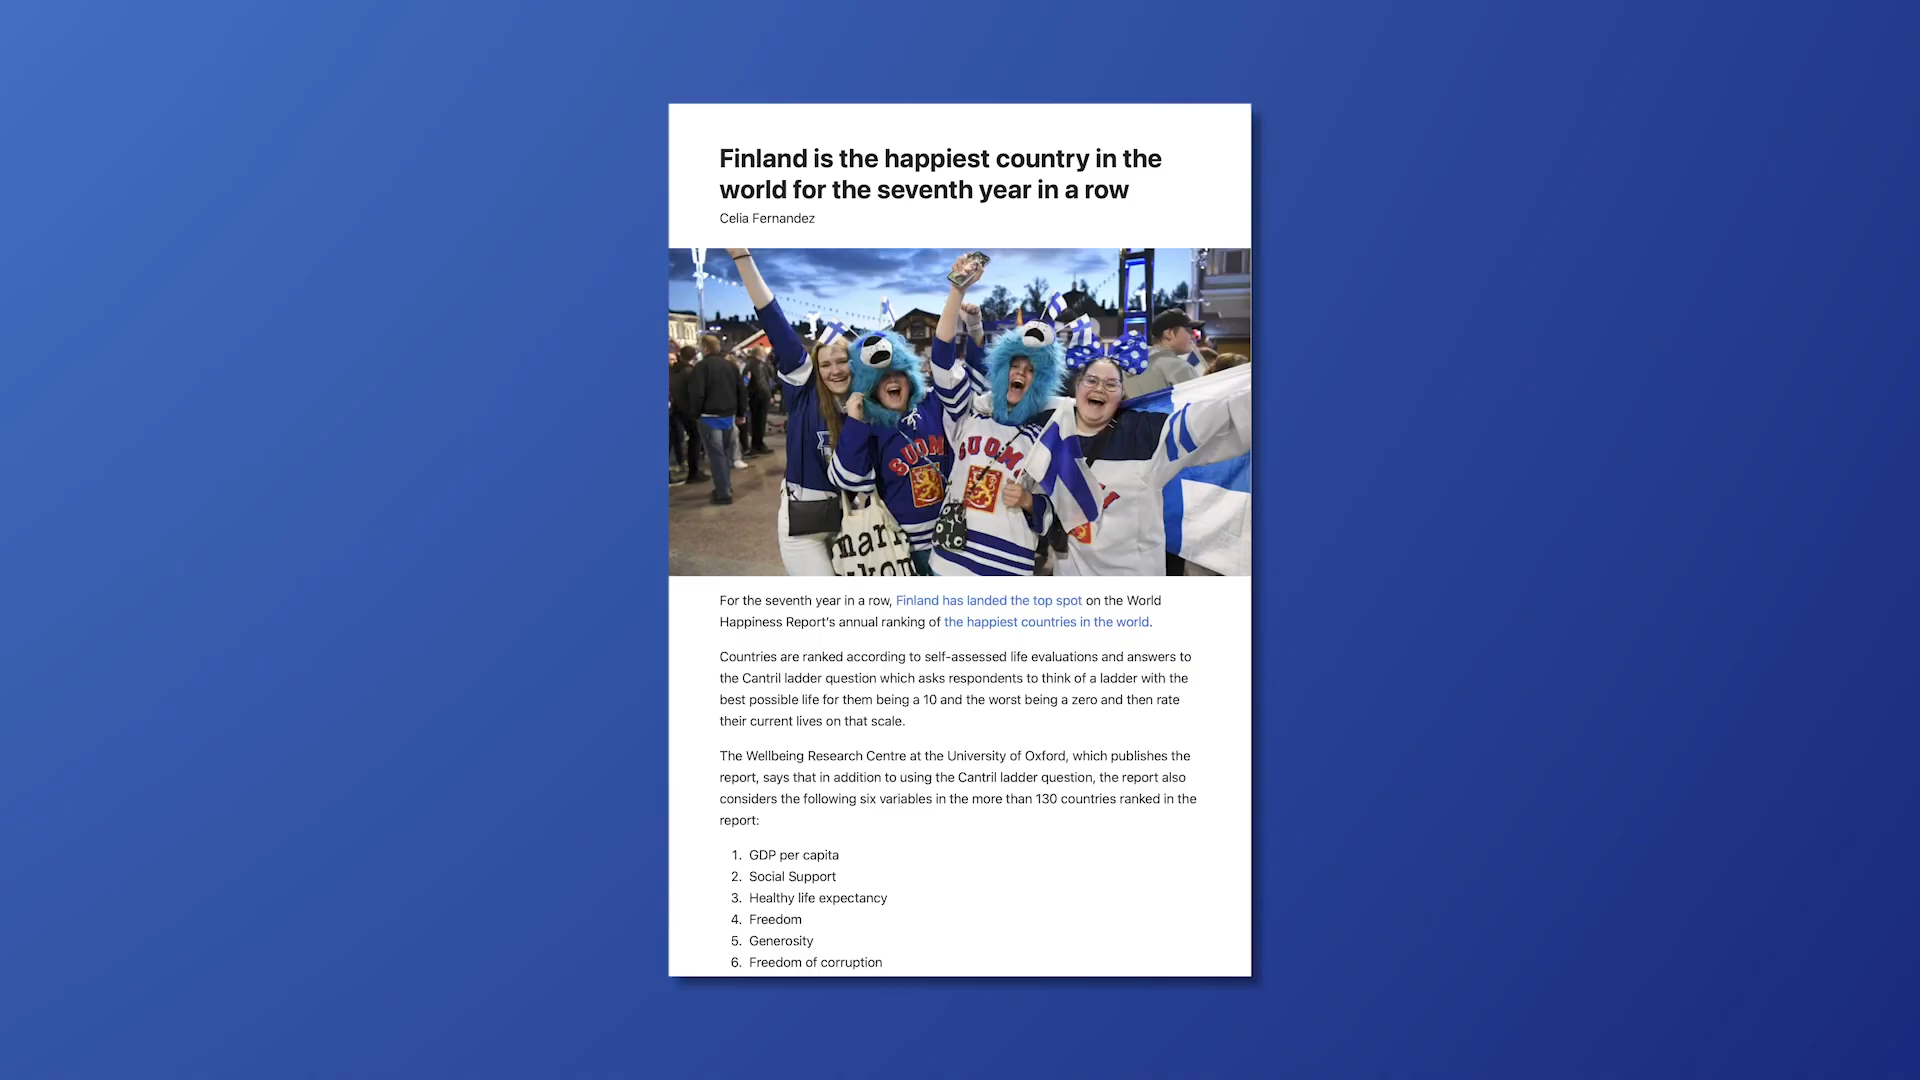 Finland is the happiest country in the
world for the seventh year in a row
Celia Fernandez
SUOM
SUOM
mark
For the seventh year in a row, Finland has landed the top spot on the World
Happiness Report's annual ranking of the happiest countries in the world.
Countries are ranked according to self-assessed life evaluations and answers to
the Cantril ladder question which asks respondents to think of a ladder with the
best possible life for them being a 10 and the worst being a zero and then rate
their current lives on that scale.
The Wellbeing Research Centre at the University of Oxford, which publishes the
report, says that in addition to using the Cantril ladder question, the report also
considers the following six variables in the more than 130 countries ranked in the
report:
1. GDP per capita
2. Social Support
3. Healthy life expectancy
4. Freedom
5. Generosity
6. Freedom of corruption